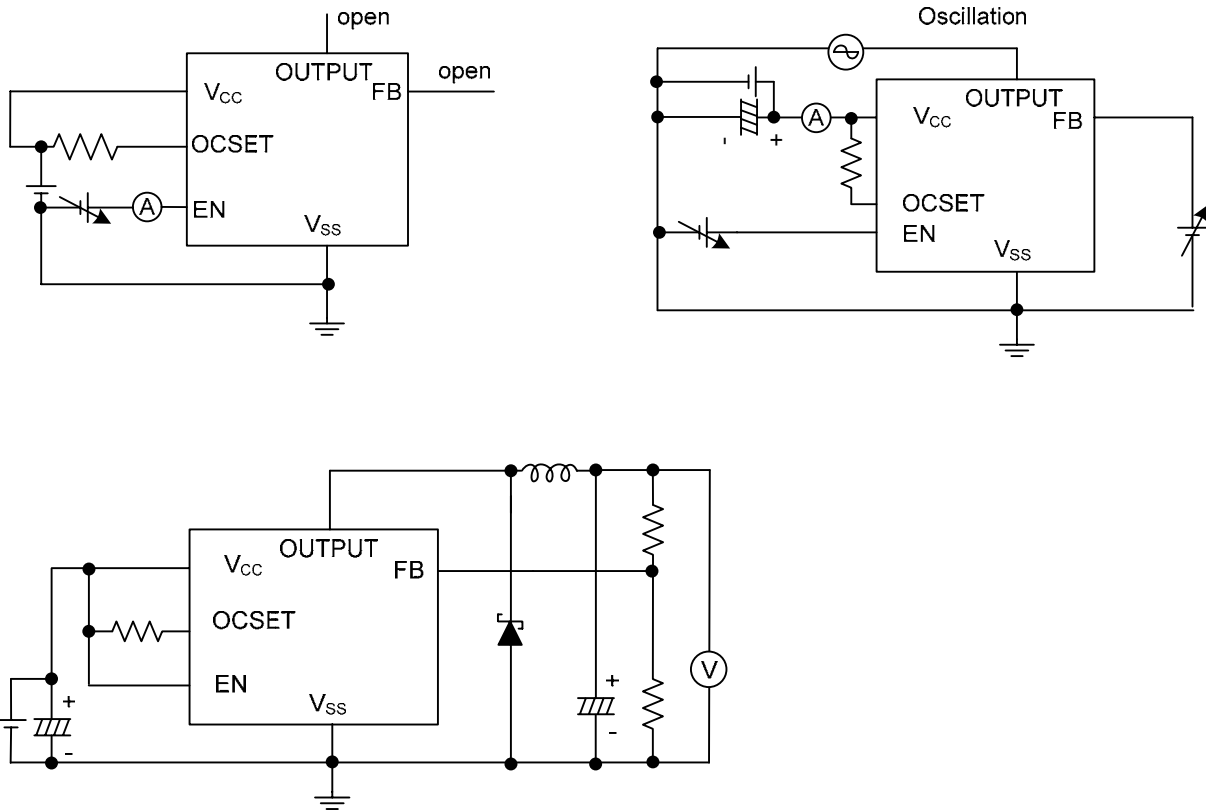 open
OUTPUT
open
VCC
FB
OCSET
A
EN
VSS
Oscillation
OUTPUT
A
VCC
FB
- +
OCSET
EN
VSS
OUTPUT
VCC
FB
OCSET
EN
V
VSS
+
+
-
-